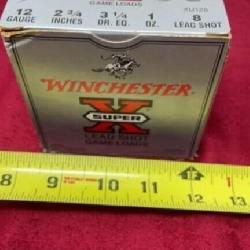 GAME LOADS
12 2 3/4 3 1/4 1 8
GAUGE INCHES DR. EQ. OZ. LEAD SHOT
WINCHESTER
SUPER X
LEAD SHOT
GAME LOADS
8 9 10 11 12